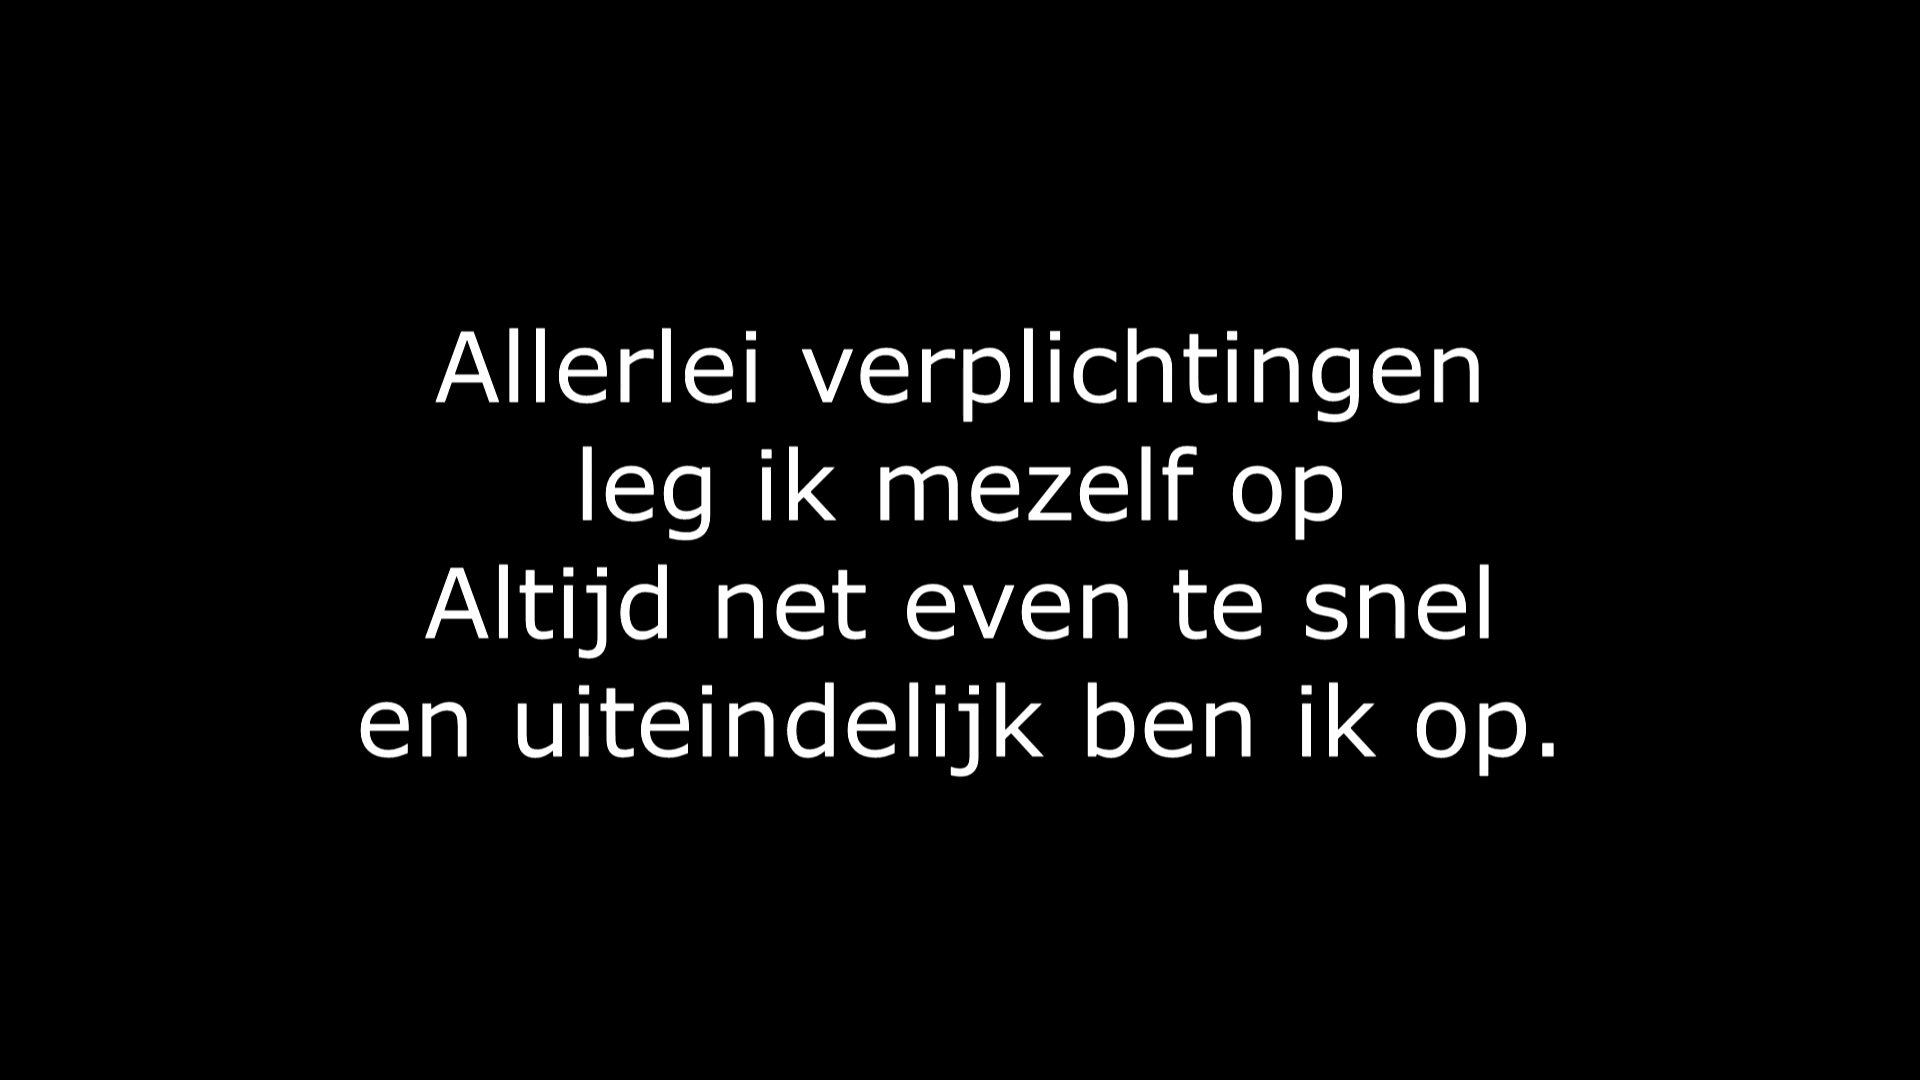 Allerlei verplichtingen
leg ik mezelf op
Altijd net even te snel
en uiteindelijk ben ik op.